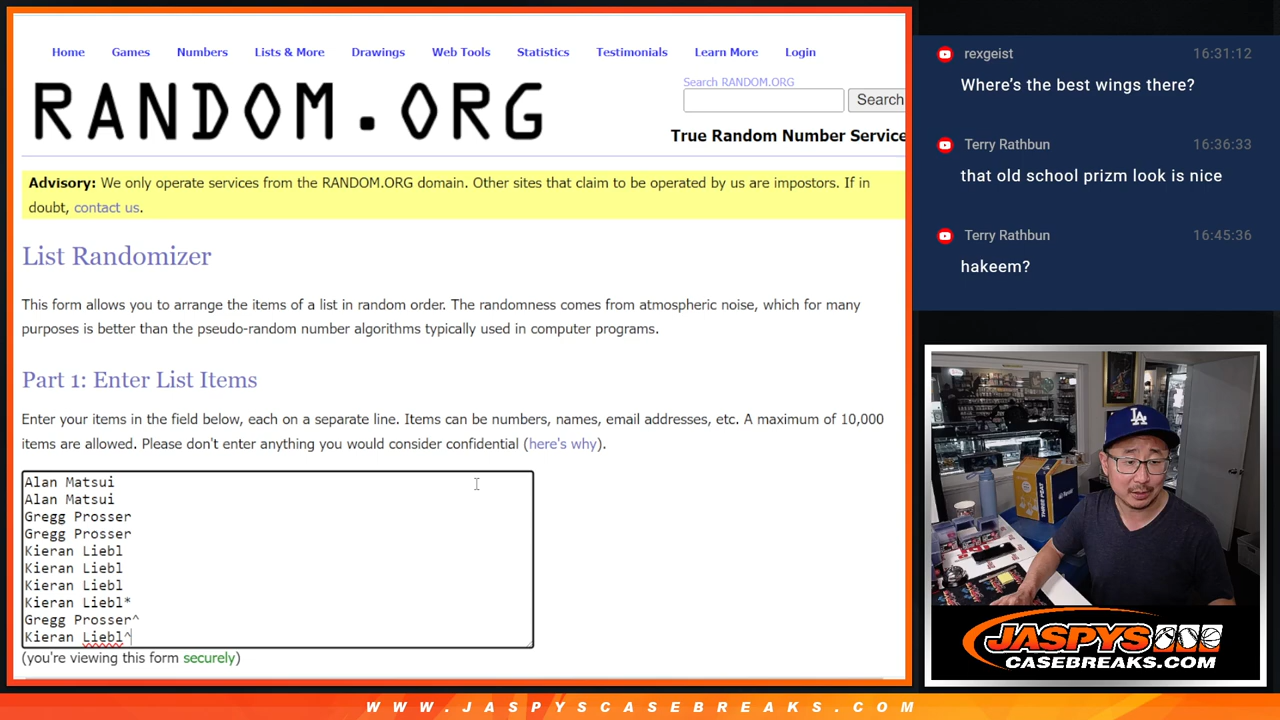 Home Games Numbers Lists & More Drawings Web Tools Statistics Testimonials Learn More Login
RANDOM.ORG
Search RANDOM.ORG
Search
True Random Number Service
Advisory: We only operate services from the RANDOM.ORG domain. Other sites that claim to be operated by us are impostors. If in
doubt, contact us.
List Randomizer
This form allows you to arrange the items of a list in random order. The randomness comes from atmospheric noise, which for many
purposes is better than the pseudo-random number algorithms typically used in computer programs.
Part 1: Enter List Items
Enter your items in the field below, each on a separate line. Items can be numbers, names, email addresses, etc. A maximum of 10,000
items are allowed. Please don't enter anything you would consider confidential (here's why).
Alan Matsui
Alan Matsui
Gregg Prosser
Gregg Prosser
Kieran Liebl
Kieran Liebl
Kieran Liebl
Kieran Liebl*
Gregg Prosser^
Kieran Liebl^
(you're viewing this form securely)
rexgeist 16:31:12
Where's the best wings there?
Terry Rathbun 16:36:33
that old school prizm look is nice
Terry Rathbun 16:45:36
hakeem?
JASPYS
CASEBREAKS.COM
WWW.JASPYSCASEBREAKS.COM